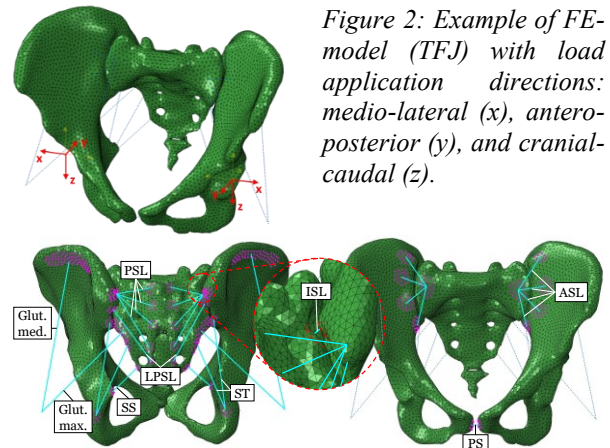 Figure 2: Example of FE-
model (TFJ) with load
application directions:
medio-lateral (x), antero-
posterior (y), and cranial-
caudal (z).
x
y
z
x
z
PSL
ISL
ASL
Glut.
med.
LPSL
ST
SS
Glut.
max.
PS